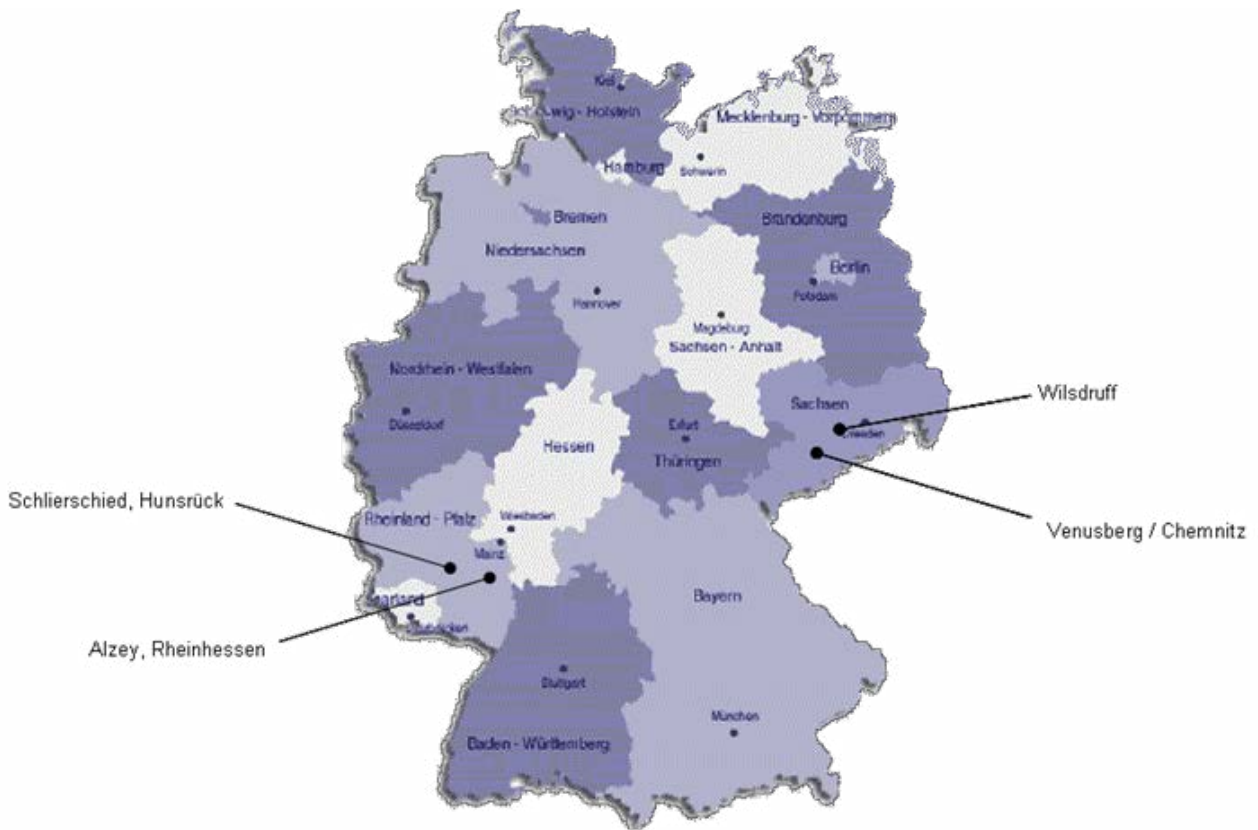 Kiel
Mecklenburg - Vorpommern
Hamburg
Schwerin
Bremen
Brandenburg
Niedersachsen
Berlin
Hannover
Potsdam
Magdeburg
Sachsen - Anhalt
Nordrhein - Westfalen
Wilsdruff
Sachsen
Düsseldorf
Erfurt
Dresden
Hessen
Thüringen
Schlierschied, Hunsrück
Rheinland - Pfalz
Wiesbaden
Venusberg / Chemnitz
Mainz
Bayern
Alzey, Rheinhessen
Stuttgart
München
Baden - Württemberg